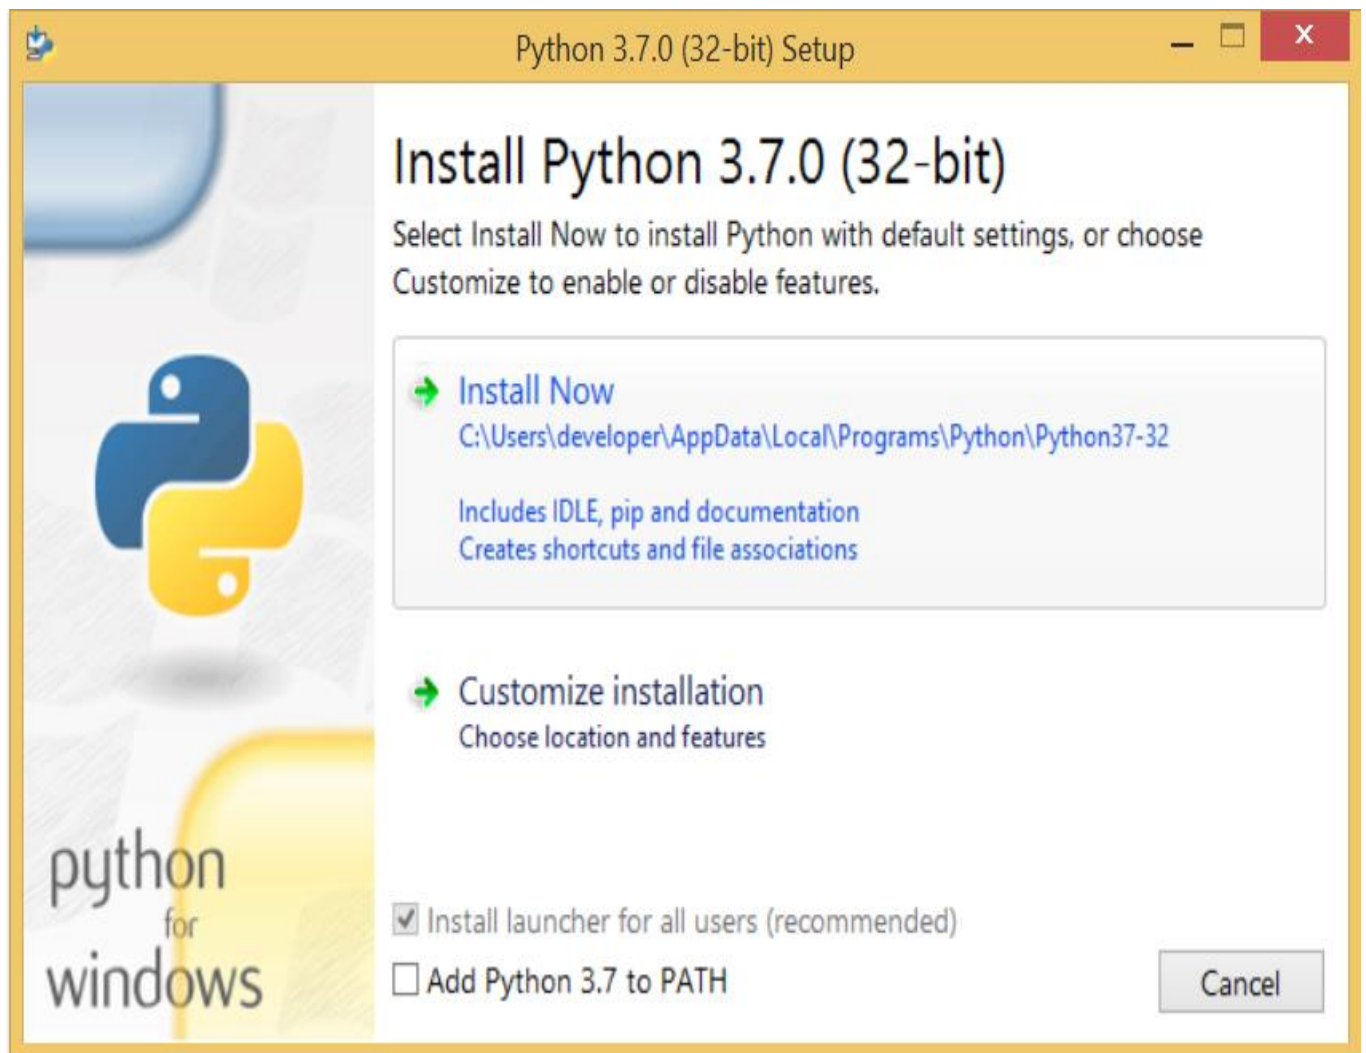 Python 3.7.0 (32-bit) Setup
X
Install Python 3.7.0 (32-bit)
Select Install Now to install Python with default settings, or choose
Customize to enable or disable features.
Install Now
C:\Users\developer\AppData\Local\Programs\Python\Python37-32
Includes IDLE, pip and documentation
Creates shortcuts and file associations
Customize installation
Choose location and features
python
for
windows
Install launcher for all users (recommended)
Add Python 3.7 to PATH
Cancel